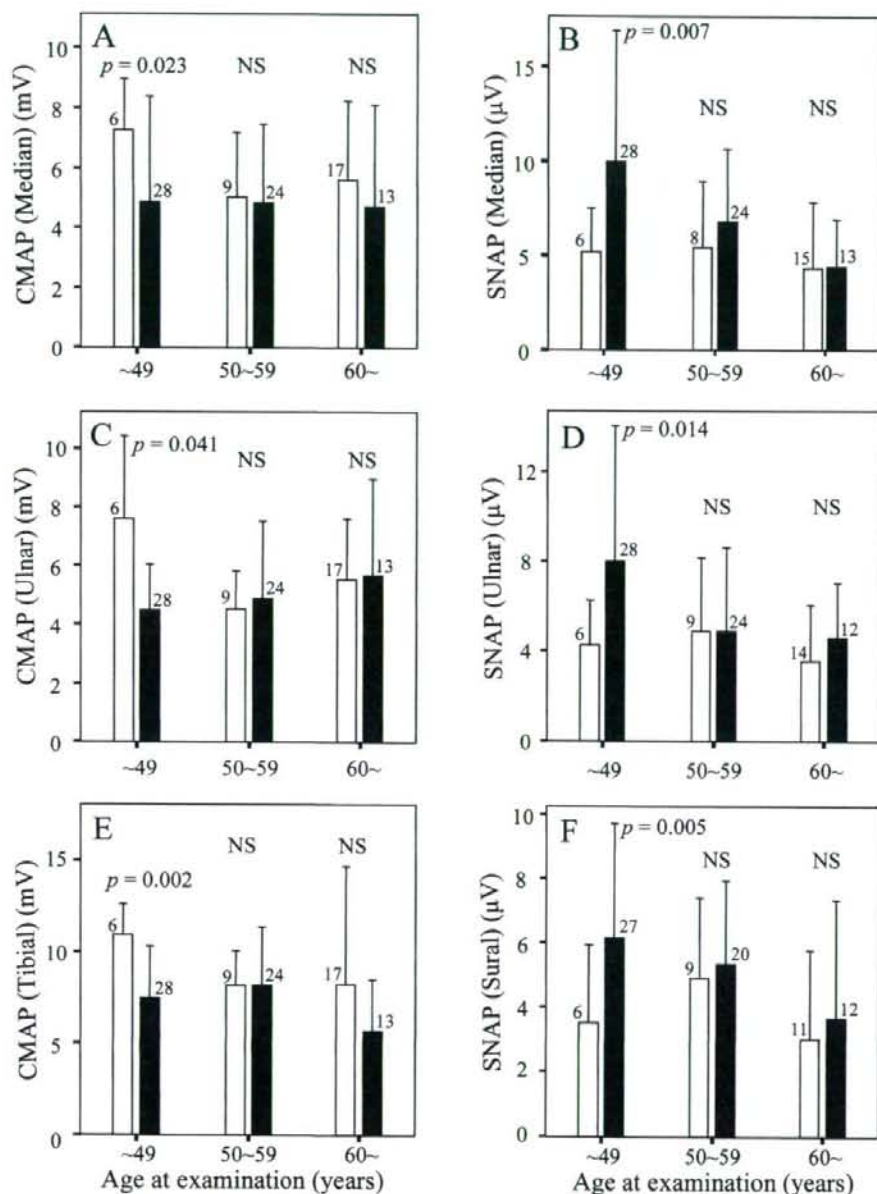 A
p = 0.023 NS NS
CMAP (Median) (mV)
10
8
6
4
2
0
6 28 9 24 17 13
~49 50~59 60~
B
p = 0.007
NS NS
SNAP (Median) (µV)
15
10
5
0
6 28 8 24 15 13
~49 50~59 60~
C
p = 0.041 NS NS
CMAP (Ulnar) (mV)
10
8
6
4
2
0
6 28 9 24 17 13
~49 50~59 60~
D
p = 0.014
NS NS
SNAP (Ulnar) (µV)
12
8
4
0
6 28 9 24 14 12
~49 50~59 60~
E
NS NS
p = 0.002
CMAP (Tibial) (mV)
15
10
5
0
6 28 9 24 17 13
~49 50~59 60~
Age at examination (years)
F
p = 0.005
NS NS
SNAP (Sural) (µV)
10
8
6
4
2
0
6 27 9 20 11 12
~49 50~59 60~
Age at examination (years)